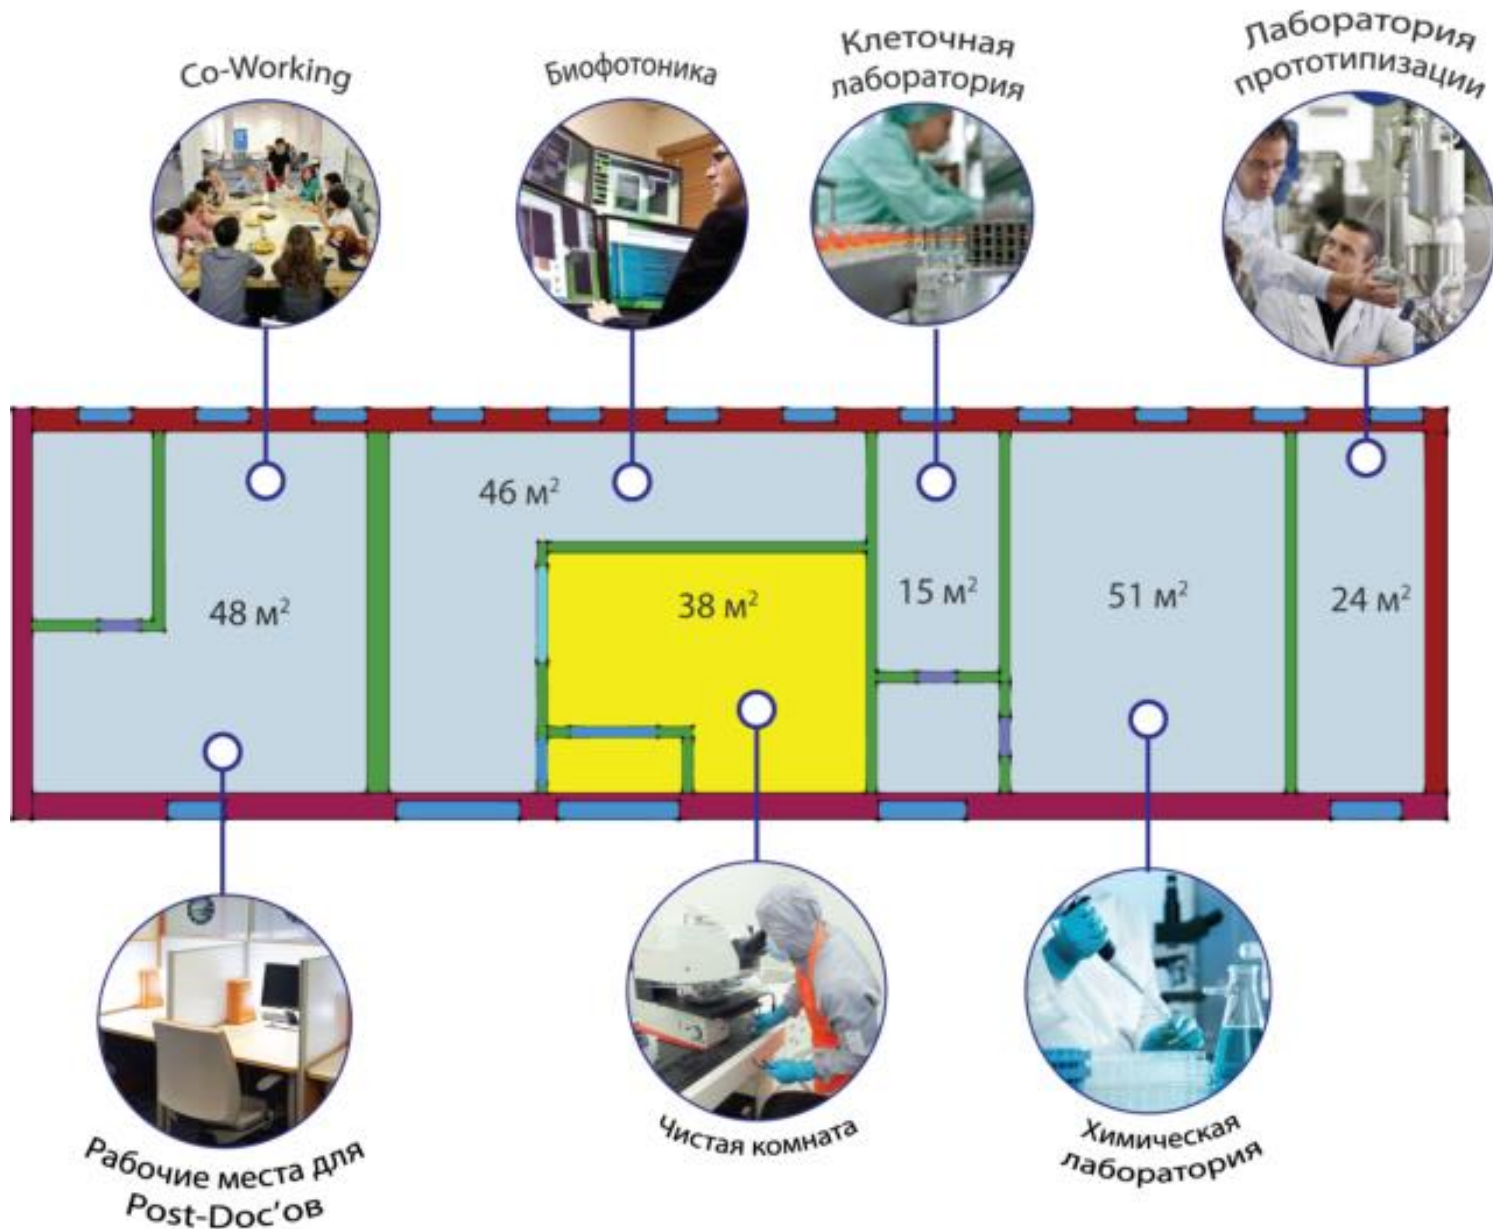 Co-Working
Биофотоника
Клеточная
лаборатория
Лаборатория
прототипизации
46 м²
48 м²
38 м²
15 м²
51 м²
24 м²
Рабочие места для
Post-Doc'ов
Чистая комната
Химическая
лаборатория